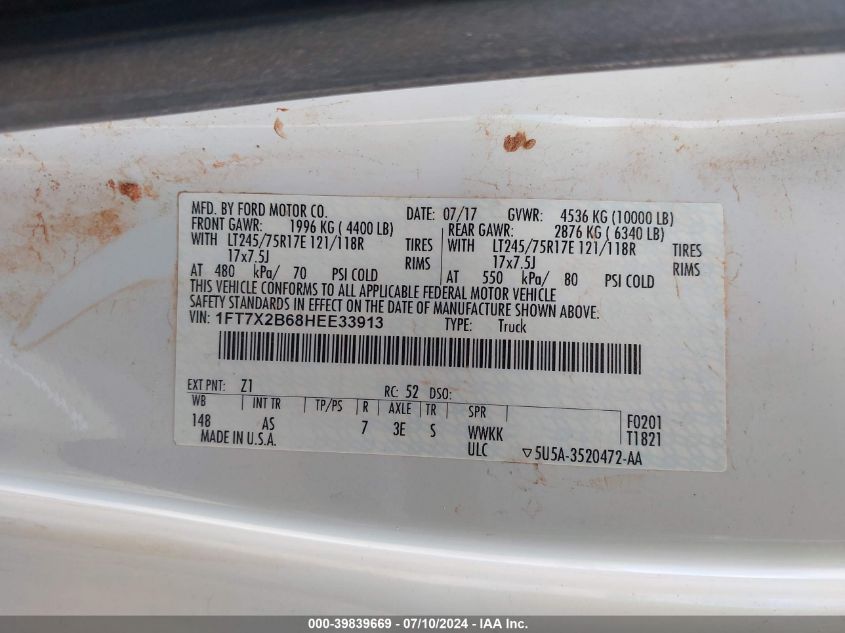 MFD. BY FORD MOTOR CO. DATE: 07/17 GVWR: 4536 KG (10000 LB)
FRONT GAWR: 1996 KG ( 4400 LB) REAR GAWR: 2876 KG ( 6340 LB)
WITH LT245/75R17E 121/118R TIRES WITH LT245/75R17E 121/118R TIRES
17x7.5J RIMS 17x7.5J RIMS
AT 480 kPa/ 70 PSI COLD AT 550 kPa/ 80 PSI COLD
THIS VEHICLE CONFORMS TO ALL APPLICABLE FEDERAL MOTOR VEHICLE
SAFETY STANDARDS IN EFFECT ON THE DATE OF MANUFACTURE SHOWN ABOVE.
VIN: 1FT7X2B68HEE33913 TYPE: Truck
EXT PNT: Z1 RC: 52 DSO:
WB INT TR TP/PS R AXLE TR SPR F0201
148 AS 7 3E S WWKK T1821
MADE IN U.S.A. ULC ▽5U5A-3520472-AA
000-39839669 - 07/10/2024 - IAA Inc.